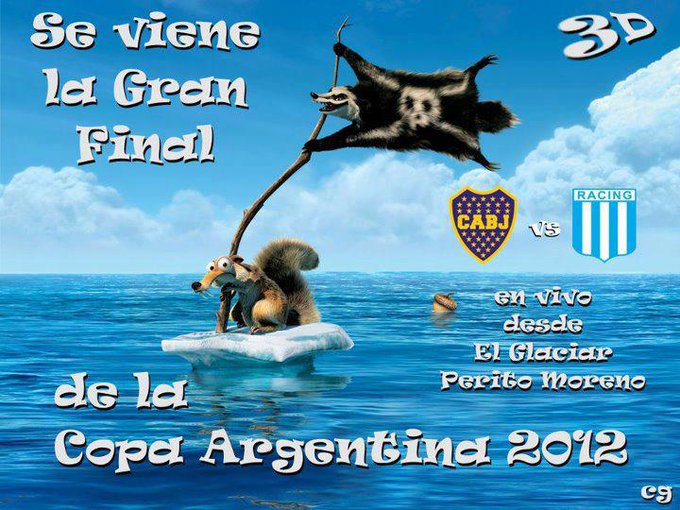 Se viene
la Gran
Final
3D
CABJ
vs
RACING
en vivo
desde
El Glaciar
Perito Moreno
de la
Copa Argentina 2012
cg